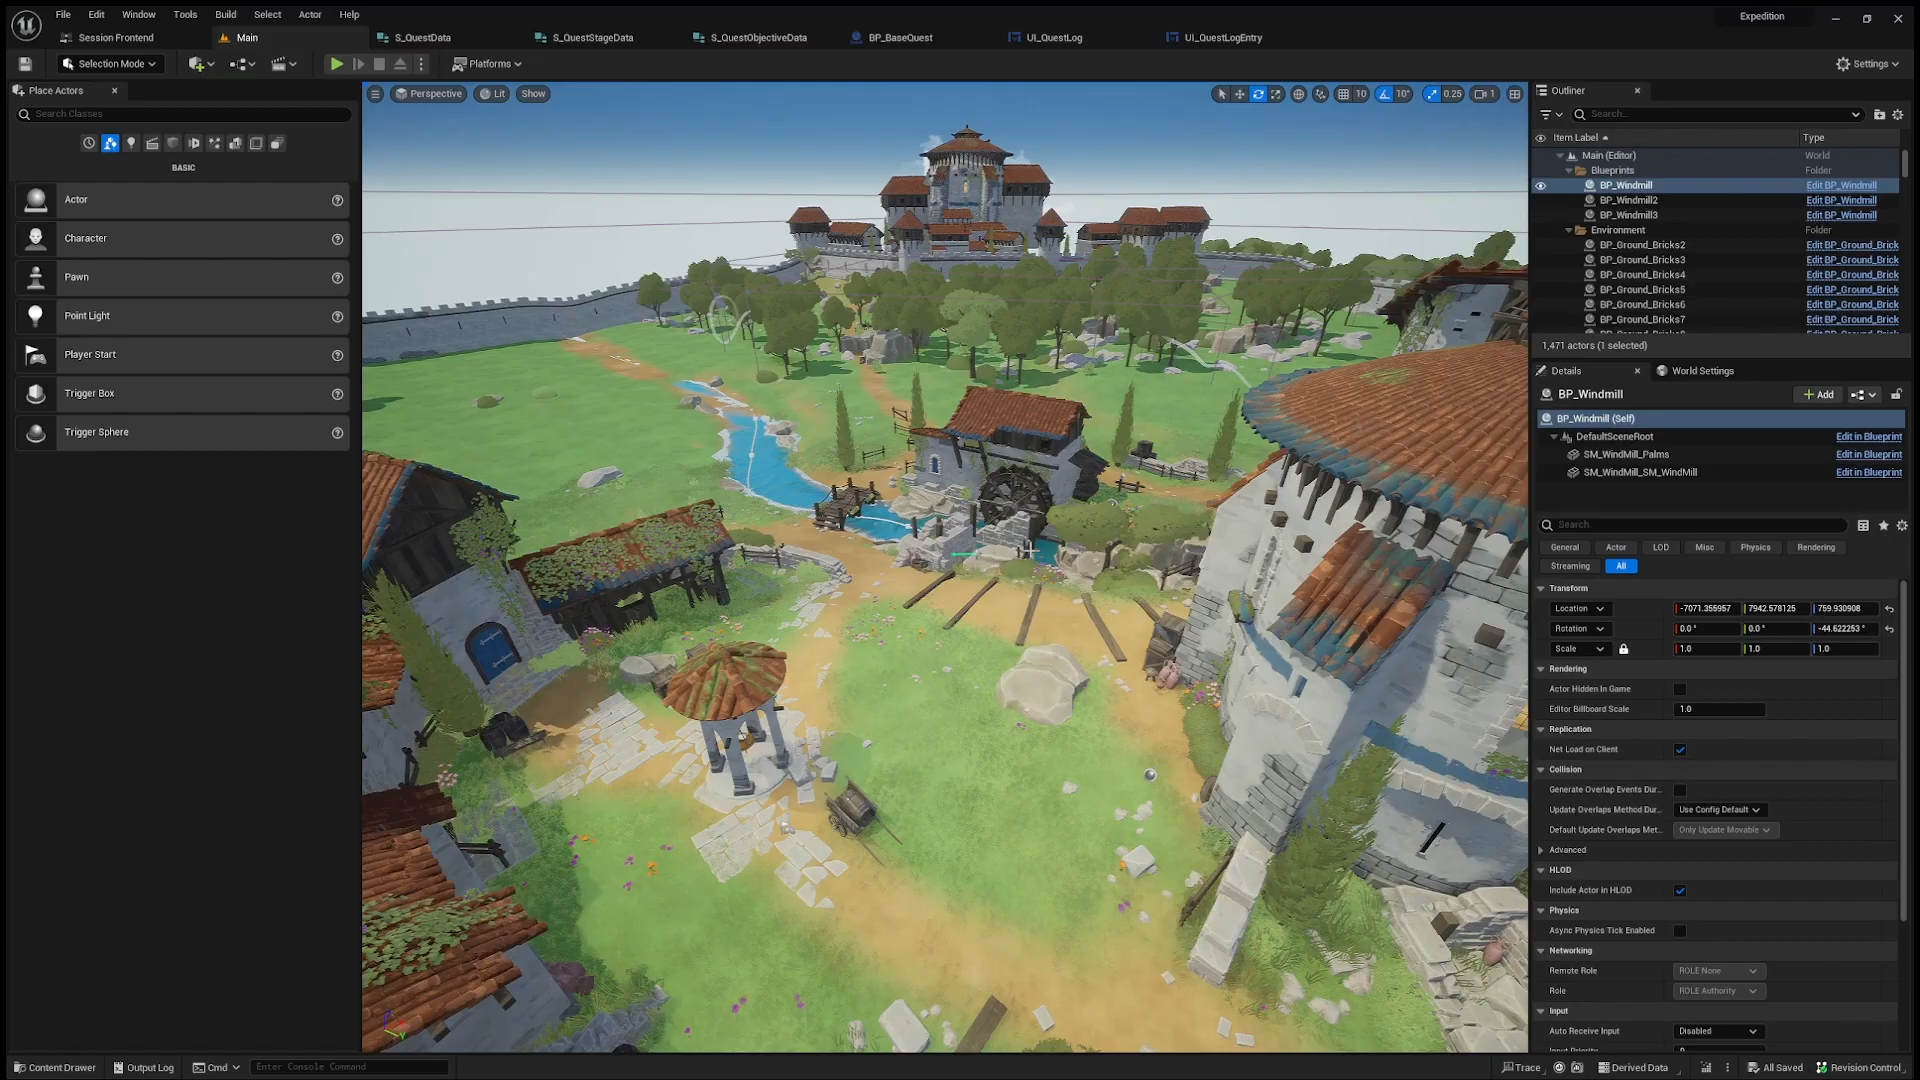 File Edit Window Tools Build Select Actor Help
Expedition
Session Frontend Main S_QuestData S_QuestStageData S_QuestObjectiveData BP_BaseQuest UI_QuestLog UI_QuestLogEntry
Selection Mode Platforms Settings
Place Actors
Search Classes
BASIC
Actor
Character
Pawn
Point Light
Player Start
Trigger Box
Trigger Sphere
Perspective Lit Show 10 10° 0.25 1
Outliner
Search...
Item Label Type
Main (Editor) World
Blueprints Folder
BP_Windmill Edit BP_Windmill
BP_Windmill2 Edit BP_Windmill
BP_Windmill3 Edit BP_Windmill
Environment Folder
BP_Ground_Bricks2 Edit BP_Ground_Brick
BP_Ground_Bricks3 Edit BP_Ground_Brick
BP_Ground_Bricks4 Edit BP_Ground_Brick
BP_Ground_Bricks5 Edit BP_Ground_Brick
BP_Ground_Bricks6 Edit BP_Ground_Brick
BP_Ground_Bricks7 Edit BP_Ground_Brick
1,471 actors (1 selected)
Details World Settings
BP_Windmill Add
BP_Windmill (Self)
DefaultSceneRoot Edit in Blueprint
SM_WindMill_Palms Edit in Blueprint
SM_WindMill_SM_WindMill Edit in Blueprint
Search
General Actor LOD Misc Physics Rendering
Streaming All
Transform
Location -7071.355957 7942.578125 759.930908
Rotation 0.0 ° 0.0 ° -44.622253 °
Scale 1.0 1.0 1.0
Rendering
Actor Hidden In Game
Editor Billboard Scale 1.0
Replication
Net Load on Client
Collision
Generate Overlap Events Dur...
Update Overlaps Method Dur... Use Config Default
Default Update Overlaps Met... Only Update Movable
Advanced
HLOD
Include Actor in HLOD
Physics
Async Physics Tick Enabled
Networking
Remote Role ROLE None
Role ROLE Authority
Input
Auto Receive Input Disabled
Content Drawer Output Log Cmd Enter Console Command Trace Derived Data All Saved Revision Control